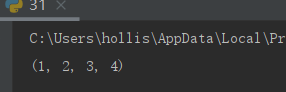 31 ×
C:\Users\hollis\AppData\Local\Pr
(1, 2, 3, 4)